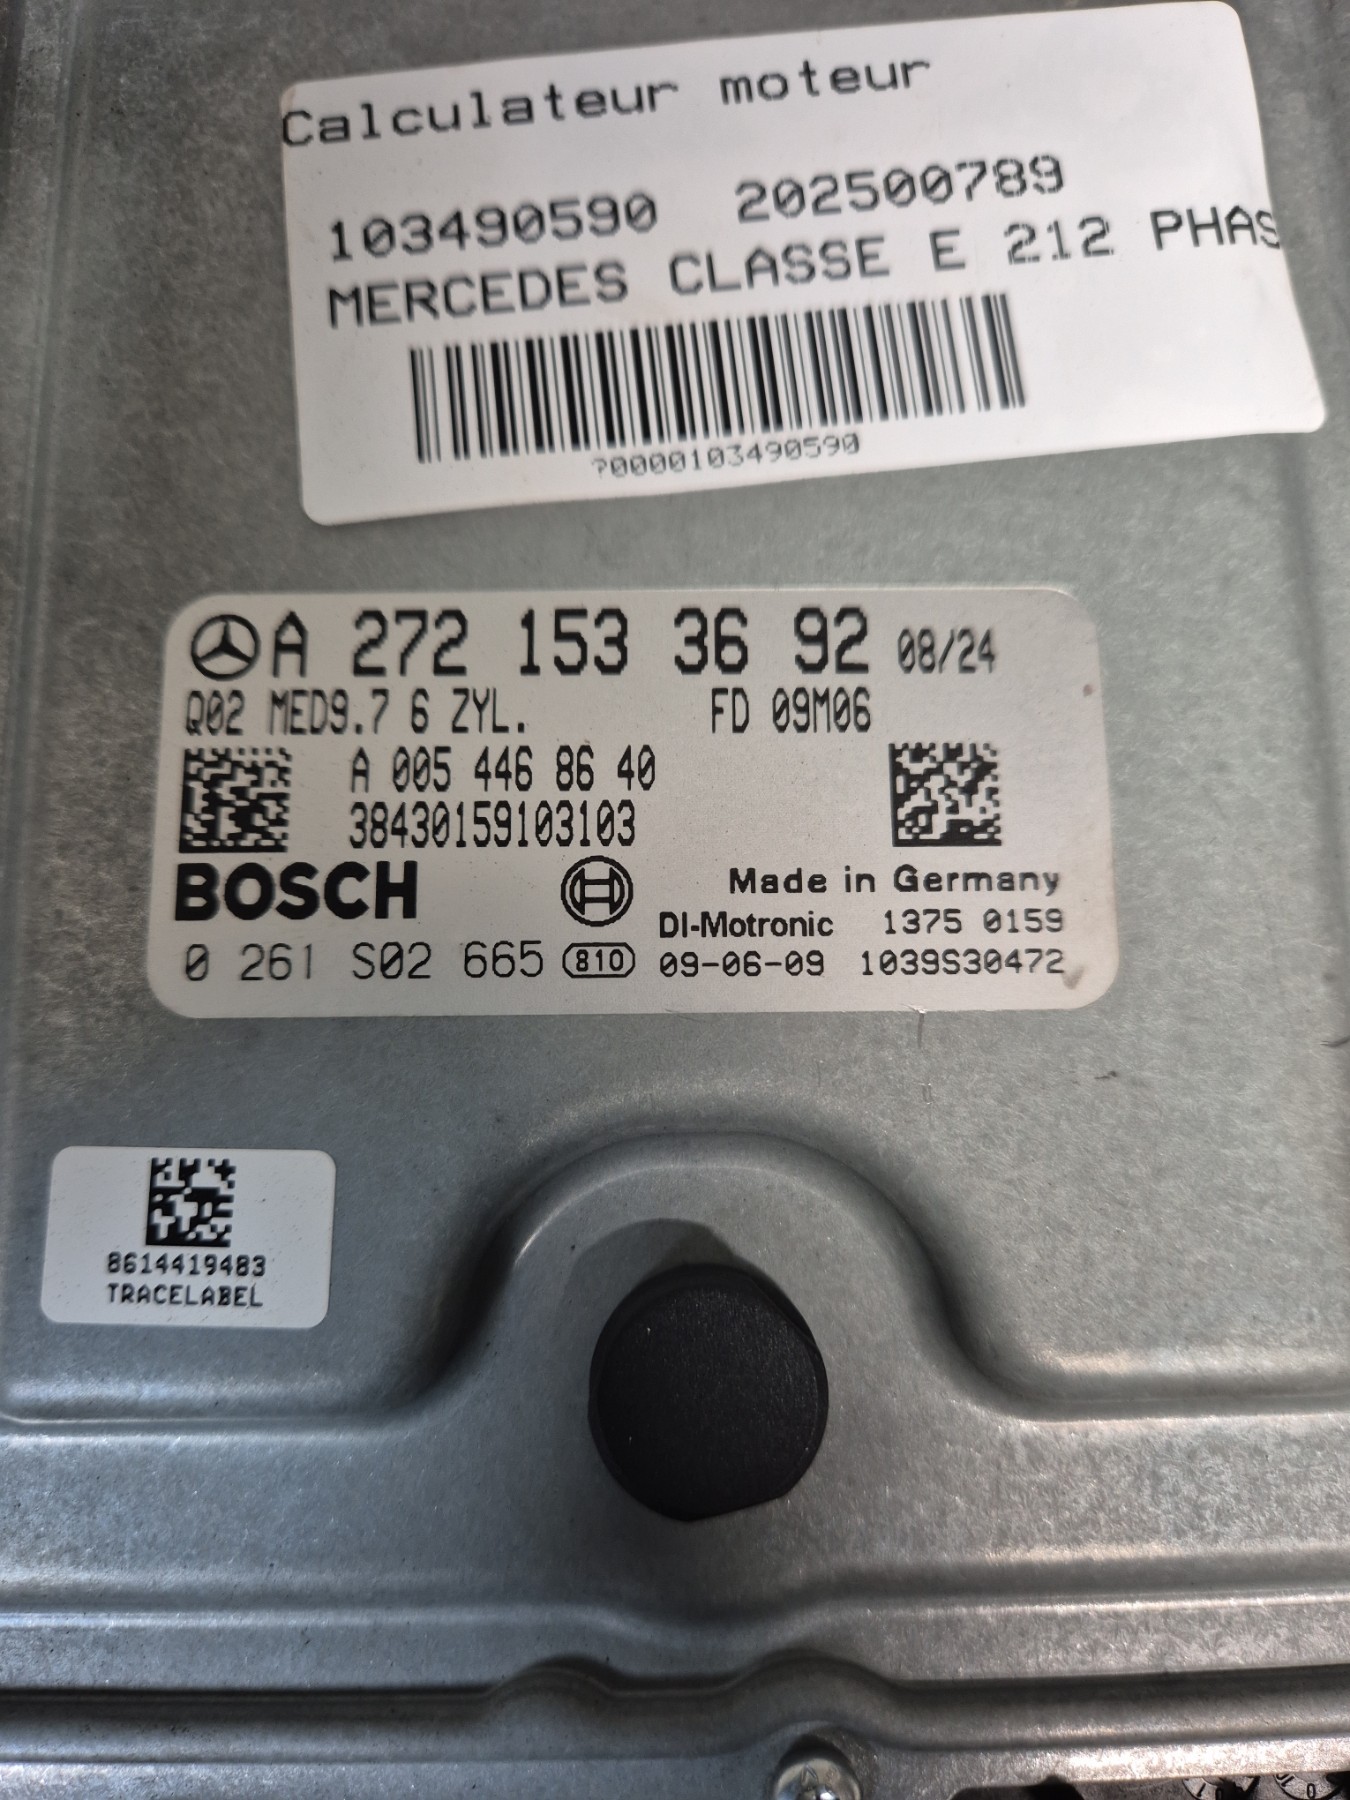 Calculateur moteur
103490590 202500789
MERCEDES CLASSE E 212 PHAS
?0000103490590
A 272 153 36 92 08/24
Q02 MED9.7 6 ZYL. FD 09M06
A 005 446 86 40
38430159103103
BOSCH
Made in Germany
DI-Motronic 1375 0159
0 261 S02 665 810 09-06-09 1039S30472
8614419483
TRACELABEL